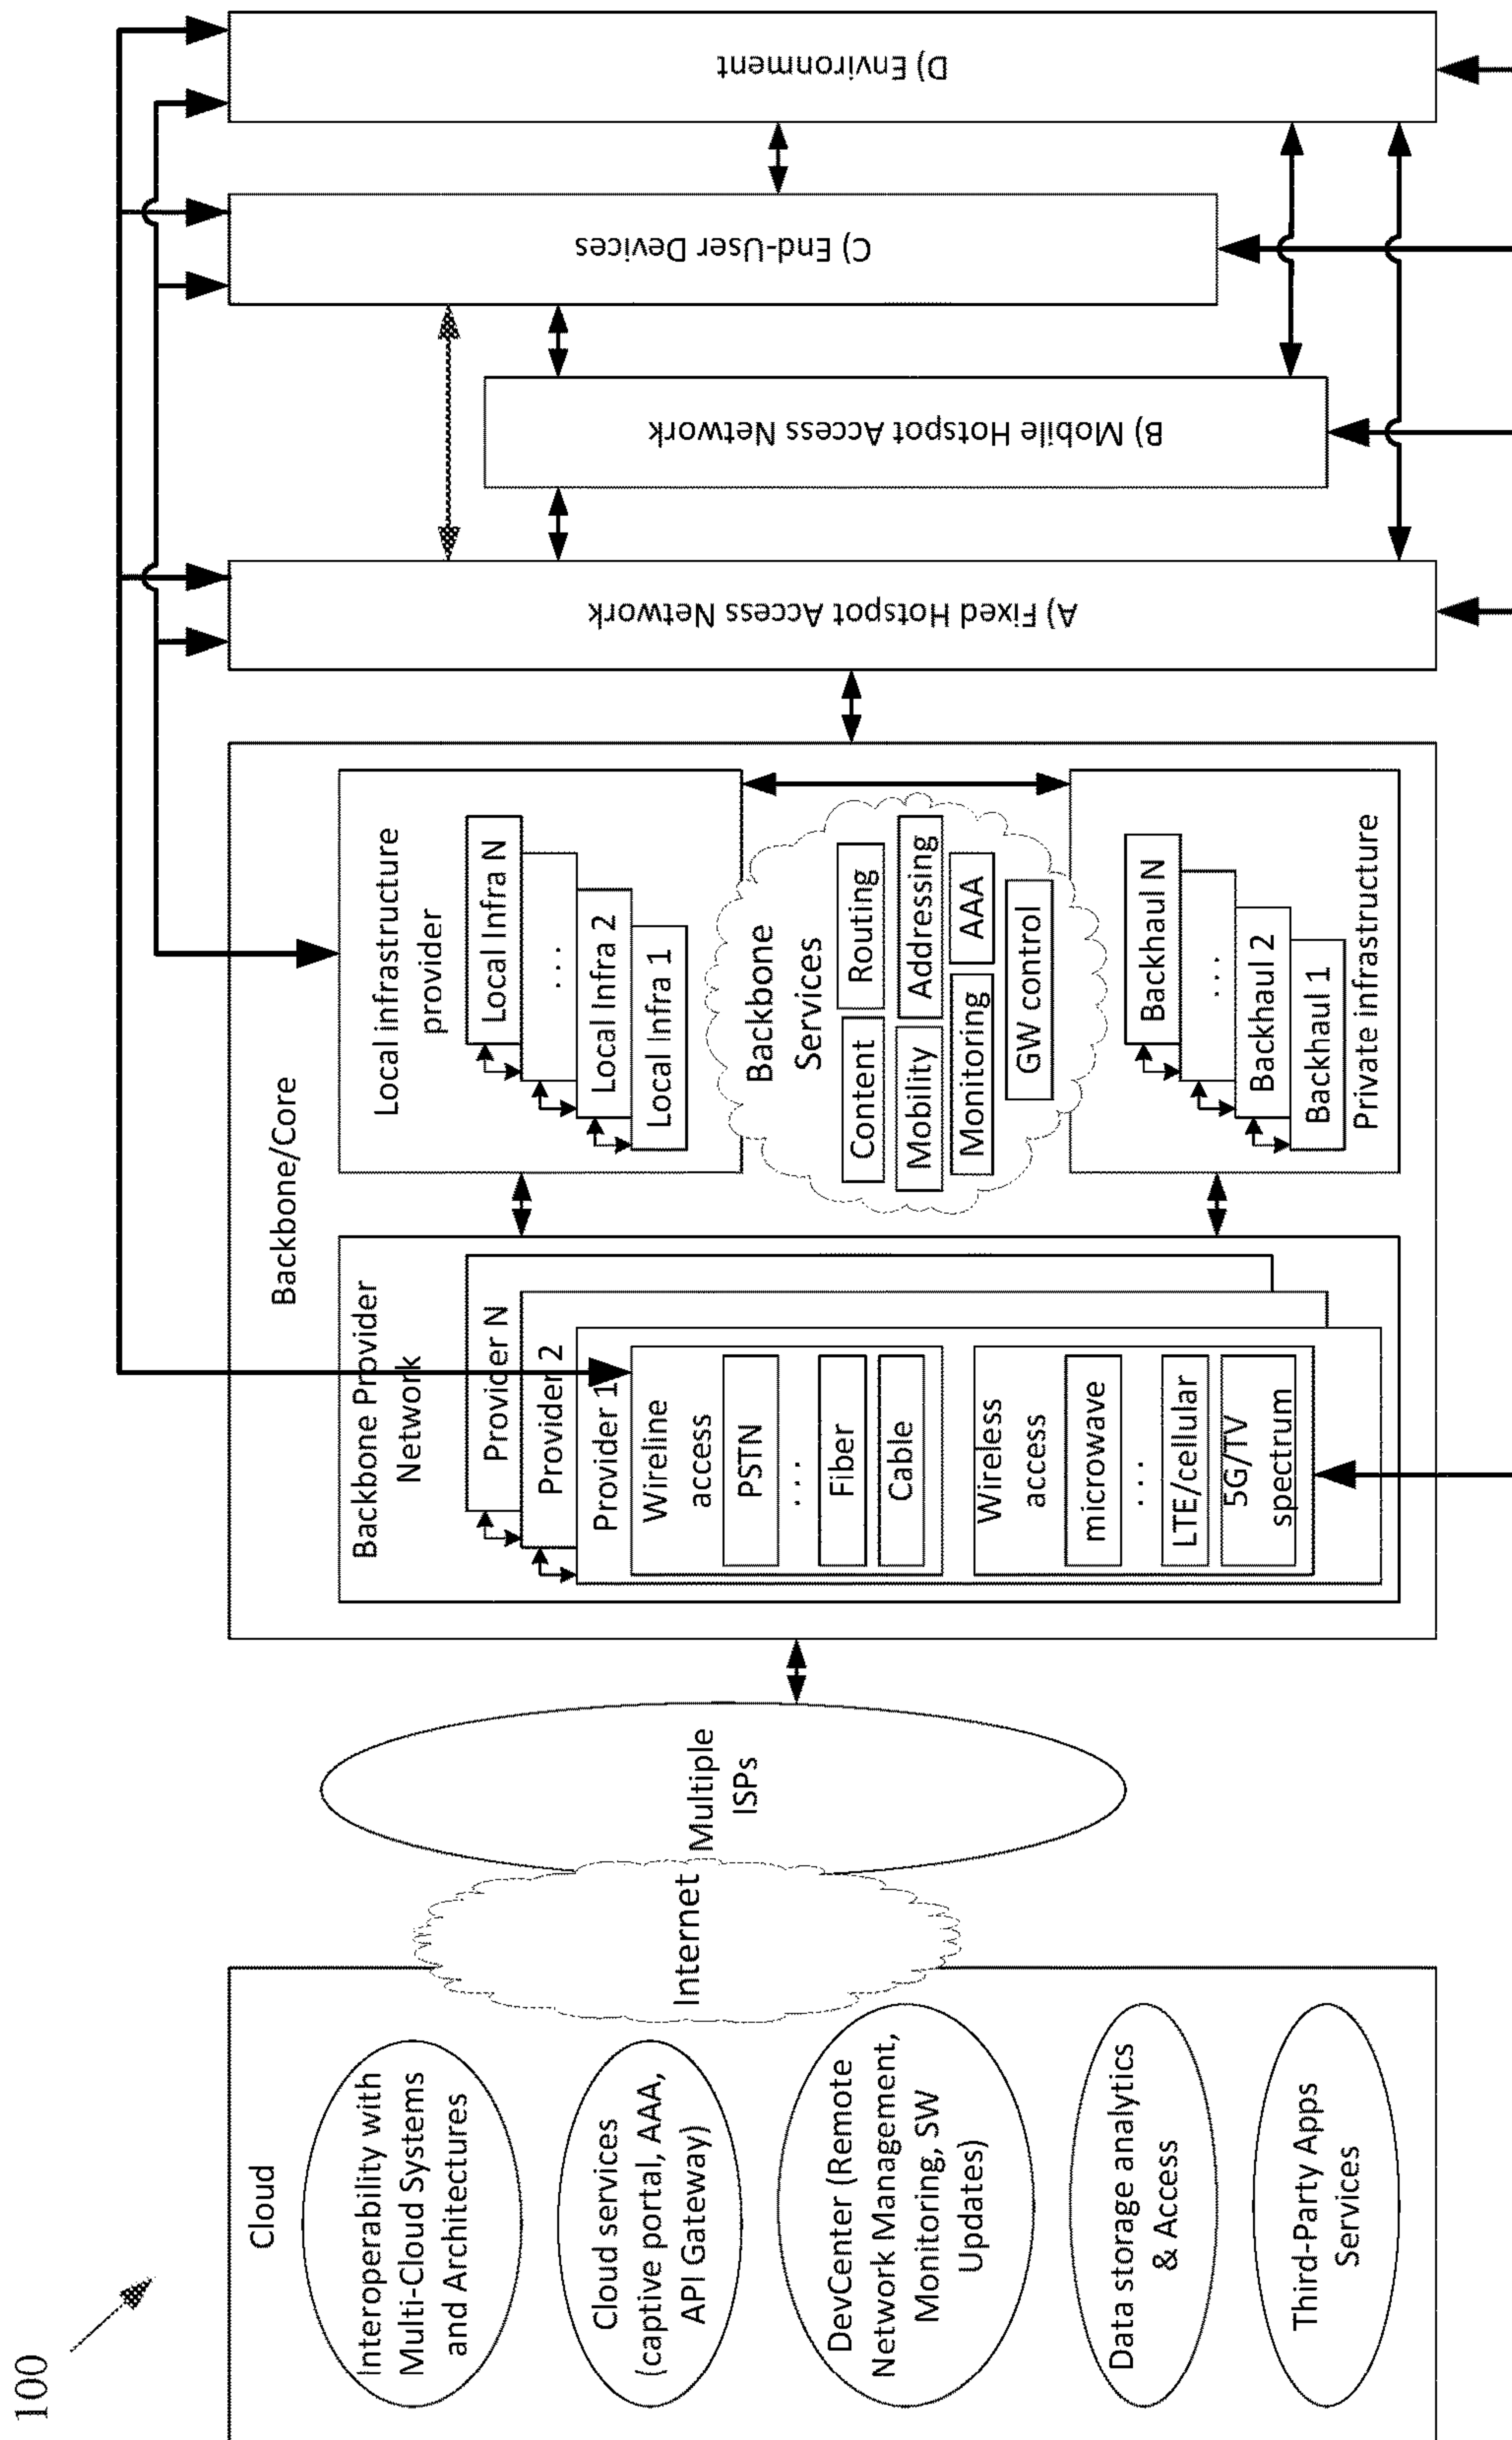 100
Cloud
Interoperability with
Multi-Cloud Systems
and Architectures
Cloud services
(captive portal, AAA,
API Gateway)
DevCenter (Remote
Network Management,
Monitoring, SW
Updates)
Data storage analytics
& Access
Third-Party Apps
Services
Internet
Multiple
ISPs
Backbone/Core
Backbone Provider
Network
Provider N
Provider 2
Provider 1
Wireline
access
PSTN
...
Fiber
Cable
Wireless
access
microwave
...
LTE/cellular
5G/TV
spectrum
Local infrastructure
provider
Local Infra N
...
Local Infra 2
Local Infra 1
Backbone
Services
Content
Routing
Mobility
Addressing
Monitoring
AAA
GW control
Backhaul N
...
Backhaul 2
Backhaul 1
Private infrastructure
A) Fixed Hotspot Access Network
B) Mobile Hotspot Access Network
C) End-User Devices
D) Environment